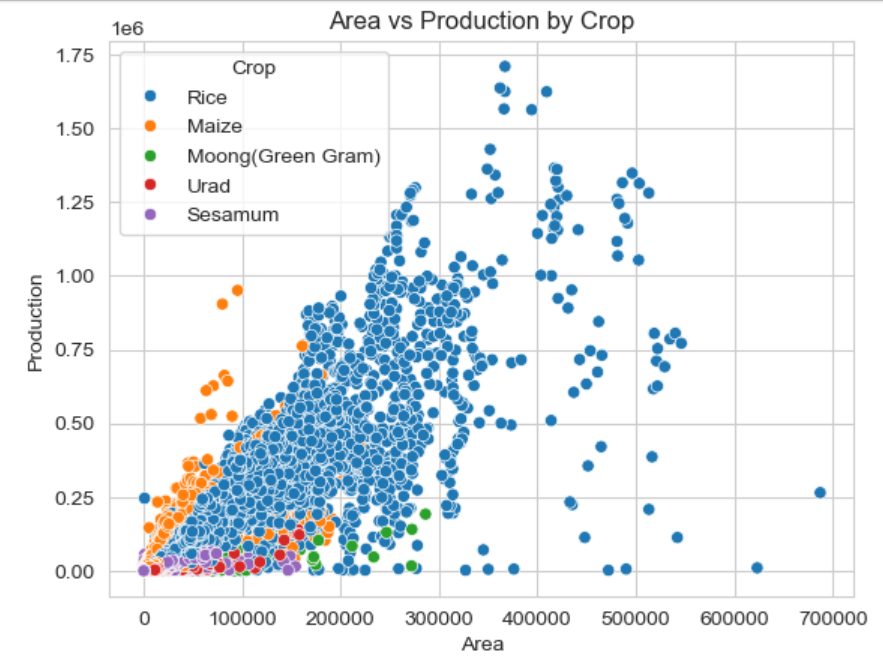 Area vs Production by Crop
1e6
1.75
1.50
1.25
1.00
0.75
0.50
0.25
0.00
Production
Crop
Rice
Maize
Moong(Green Gram)
Urad
Sesamum
0 100000 200000 300000 400000 500000 600000 700000
Area